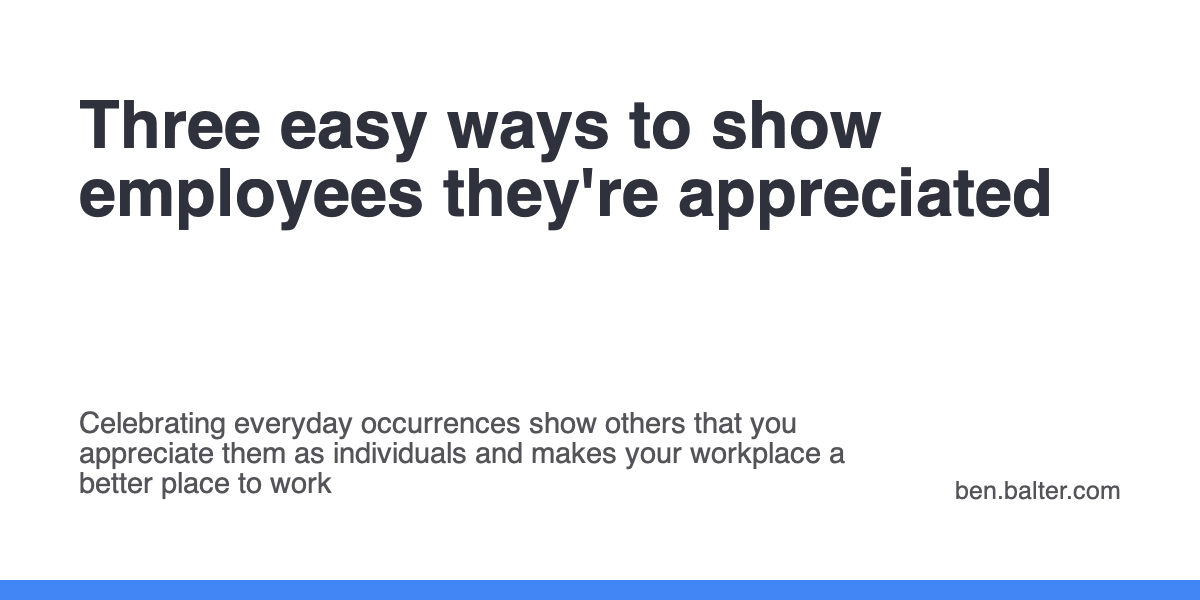 Three easy ways to show
employees they're appreciated
Celebrating everyday occurrences show others that you
appreciate them as individuals and makes your workplace a
better place to work
ben.balter.com